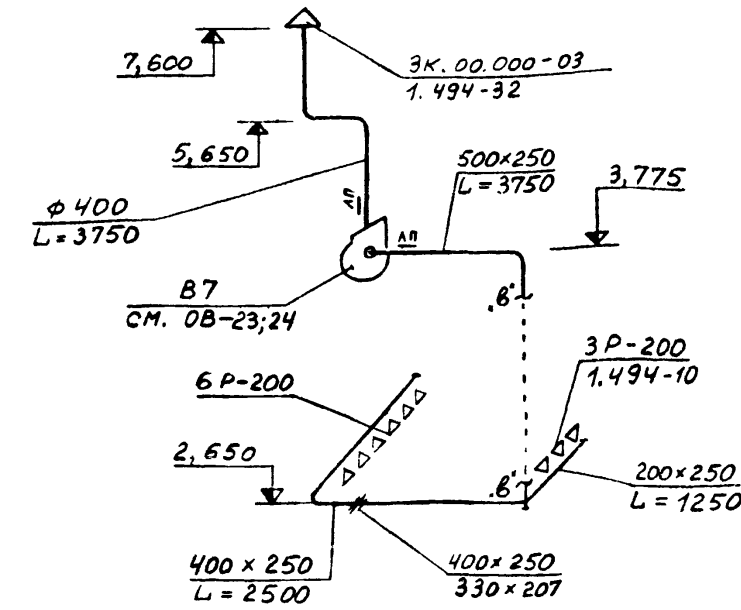 7,600
ЗК.00.000-03
1.494-32
5,650
500×250
L=3750
3,775
φ400
L=3750
ЛП
ЛП
В7
СМ. ОВ-23;24
„в"
3Р-200
1.494-10
6Р-200
2,650
„в"
200×250
L=1250
400×250
L=2500
400×250
330×207